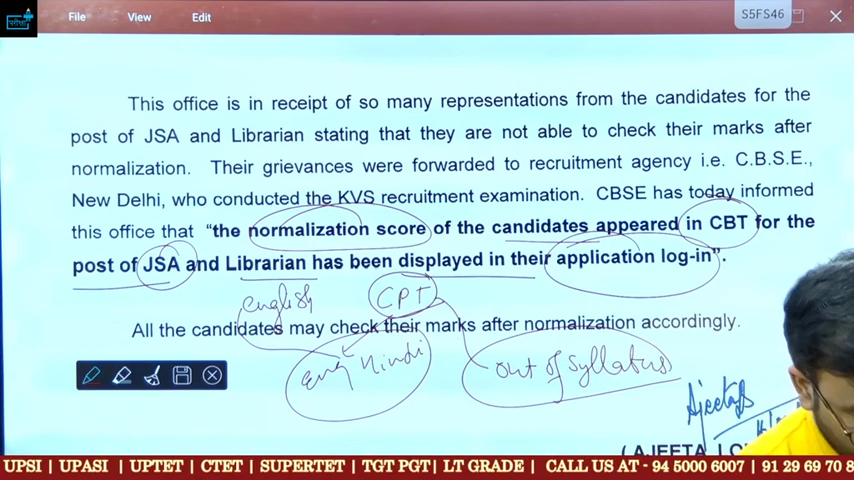 परीक्षा
File View Edit
S5FS46
This office is in receipt of so many representations from the candidates for the
post of JSA and Librarian stating that they are not able to check their marks after
normalization. Their grievances were forwarded to recruitment agency i.e. C.B.S.E.,
New Delhi, who conducted the KVS recruitment examination. CBSE has today informed
this office that “the normalization score of the candidates appeared in CBT for the
post of JSA and Librarian has been displayed in their application log-in”.
english CPT
All the candidates may check their marks after normalization accordingly.
Eng Hindi out of Syllabus
Ajeeta
(AJEETA
UPSI | UPASI | UPTET | CTET | SUPERTET | TGT PGT| LT GRADE | CALL US AT - 94 5000 6007 | 91 29 69 70 8